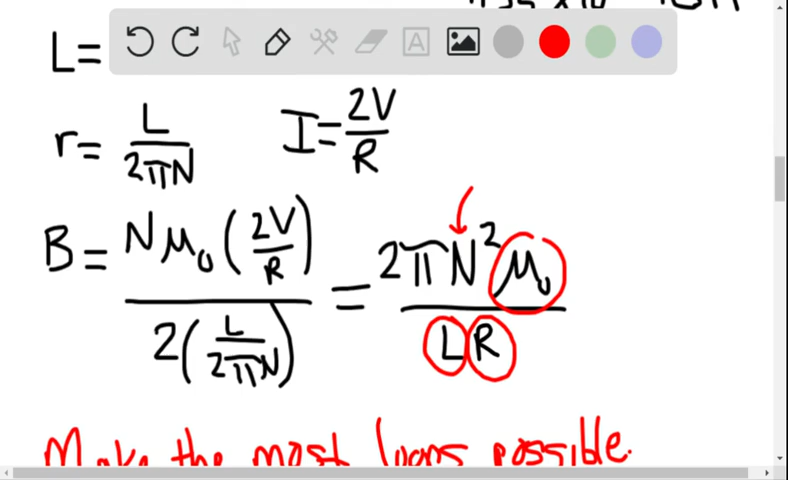 L=
r= L/(2πN) I= 2V/R
B= Nμ₀(2V/R)/(2(L/(2πN))) = 2πN²μ₀/(LR)
Make the most loops possible.